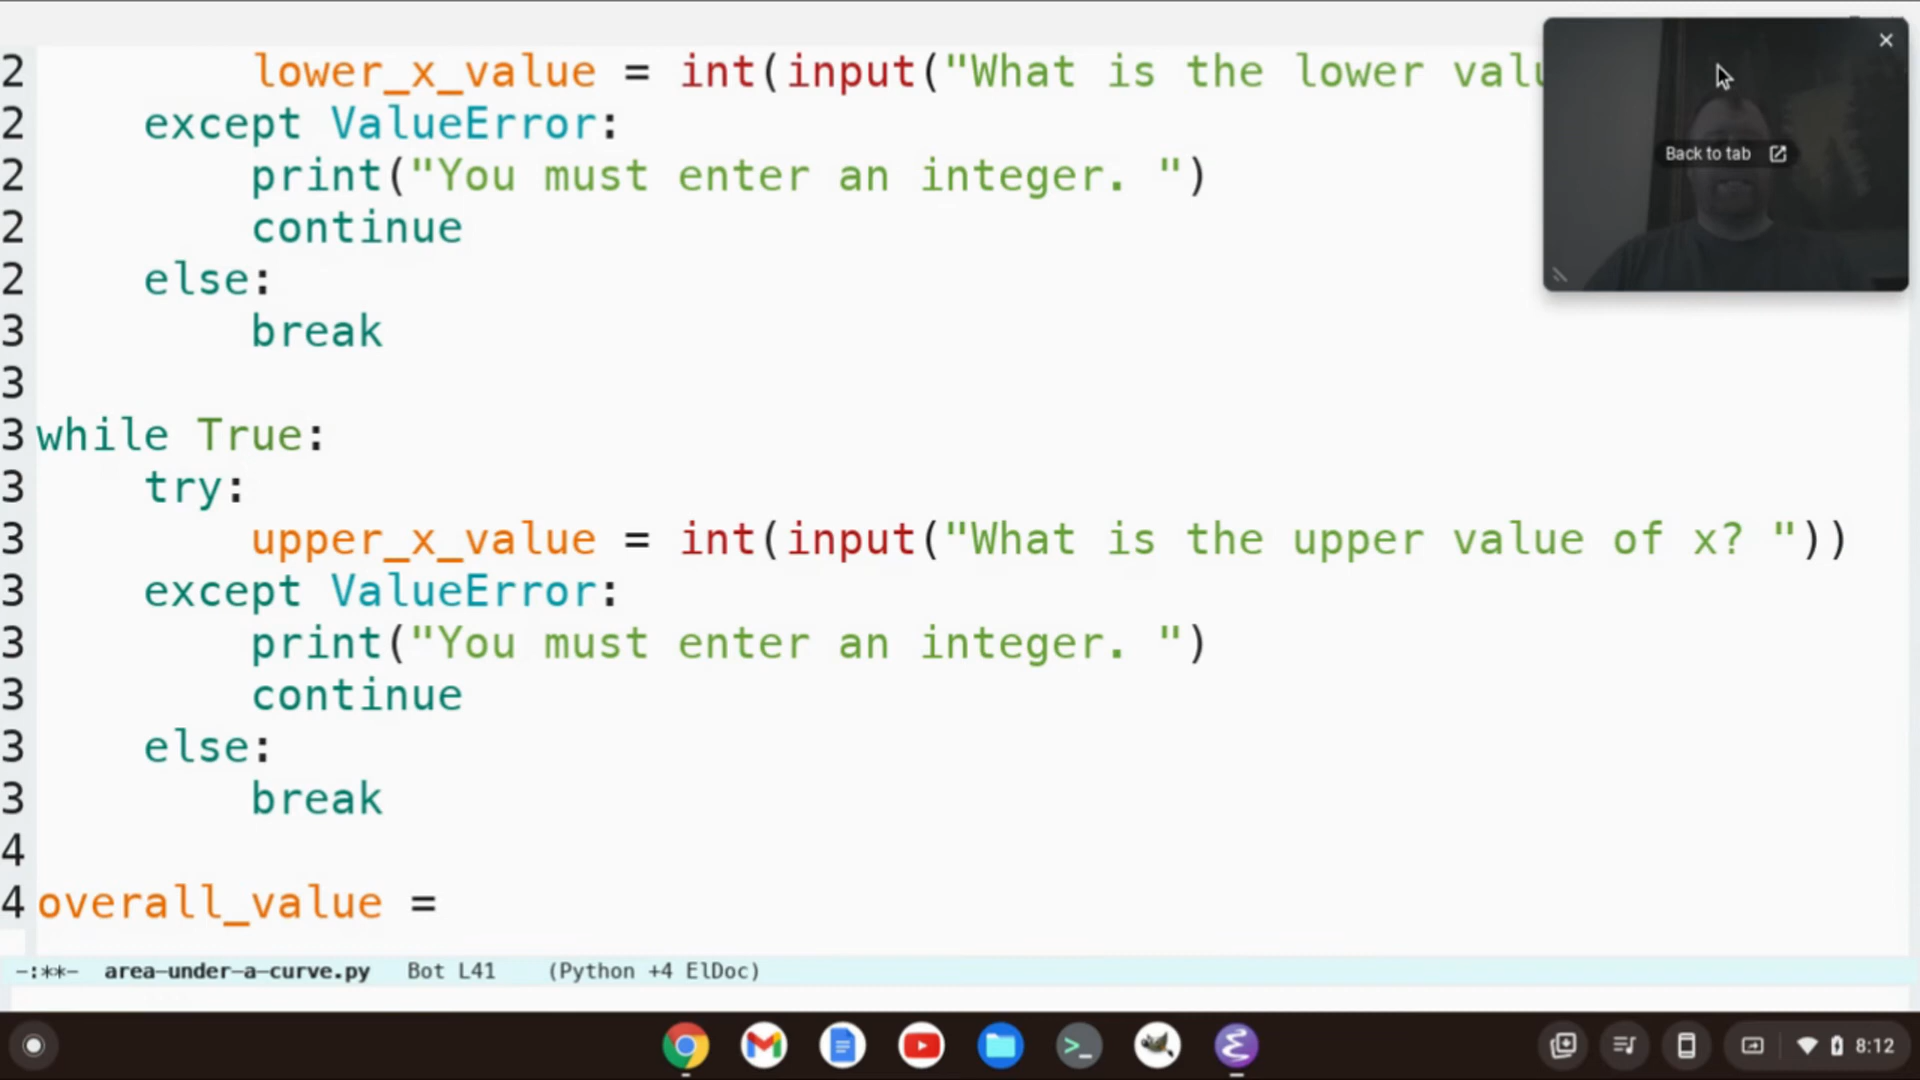 2 lower_x_value = int(input("What is the lower valu
2 except ValueError:
2 print("You must enter an integer. ")
2 continue
2 else:
3 break
3
3 while True:
3 try:
3 upper_x_value = int(input("What is the upper value of x? "))
3 except ValueError:
3 print("You must enter an integer. ")
3 continue
3 else:
3 break
4
4 overall_value =
Back to tab
-:**- area-under-a-curve.py Bot L41 (Python +4 ElDoc)
8:12